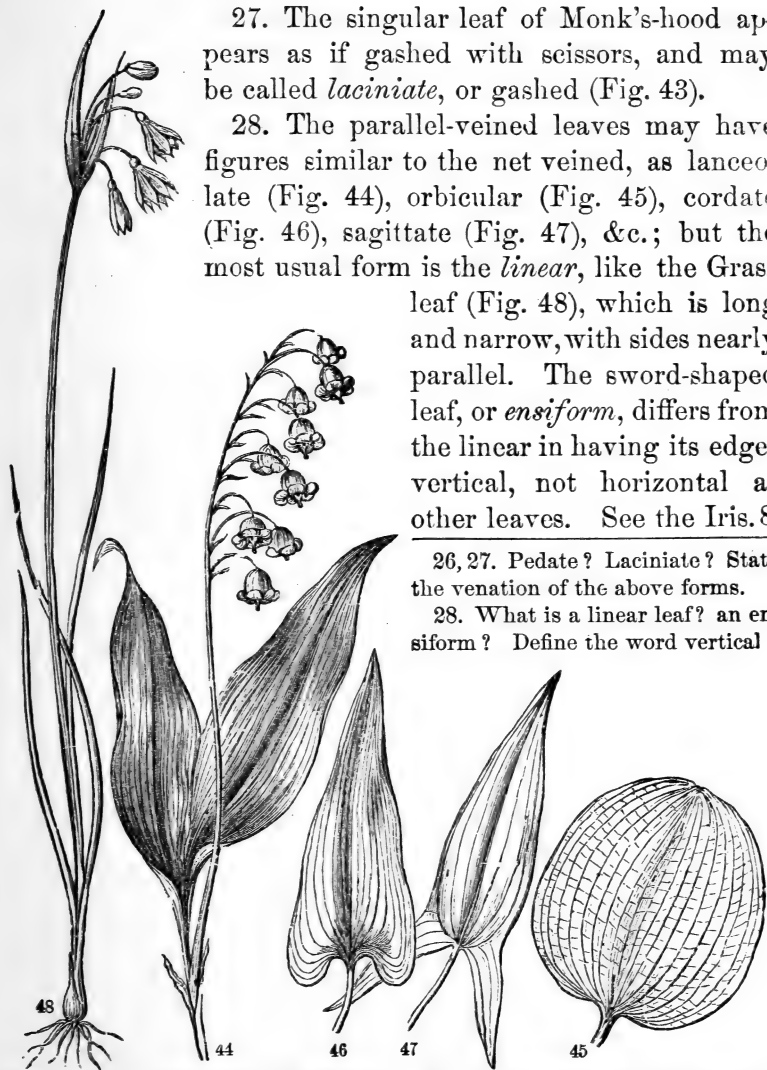 27. The singular leaf of Monk's-hood ap-
pears as if gashed with scissors, and may
be called laciniate, or gashed (Fig. 43).
28. The parallel-veined leaves may have
figures similar to the net veined, as lanceo
late (Fig. 44), orbicular (Fig. 45), cordate
(Fig. 46), sagittate (Fig. 47), &c.; but the
most usual form is the linear, like the Gras
leaf (Fig. 48), which is long
and narrow, with sides nearly
parallel. The sword-shaped
leaf, or ensiform, differs from
the linear in having its edge
vertical, not horizontal a
other leaves. See the Iris.
26, 27. Pedate? Laciniate? Stat
the venation of the above forms.
28. What is a linear leaf? an en
siform? Define the word vertical
48
44
46
47
45